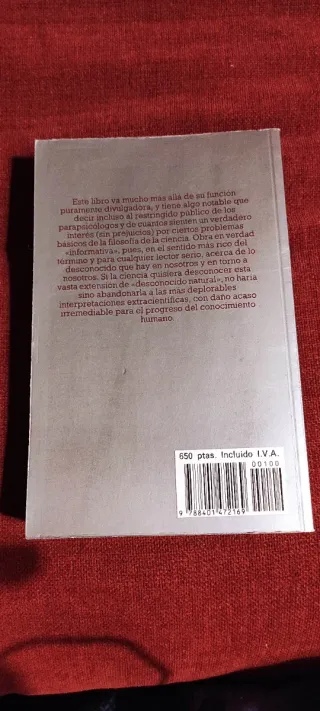 Este libro va mucho mas allá de su función
puramente divulgadora, y tiene algo notable que
decir incluso al restringido público de los
parapsicólogos y de cuantos sienten un verdadero
interés (sin prejuicios) por ciertos problemas
básicos de la filosofía de la ciencia. Obra en verdad
«informativa», pues, en el sentido más rico del
término y para cualquier lector serio, acerca de lo
desconocido que hay en nosotros y en torno a
nosotros. Si la ciencia quisiera desconocer esta
vasta extensión de «desconocido natural», no haría
sino abandonarla a las más deplorables
interpretaciones extracientíficas, con daño acaso
irremediable para el progreso del conocimiento
humano.
650 ptas. Incluido I.V.A.
00100
9 788401 472169